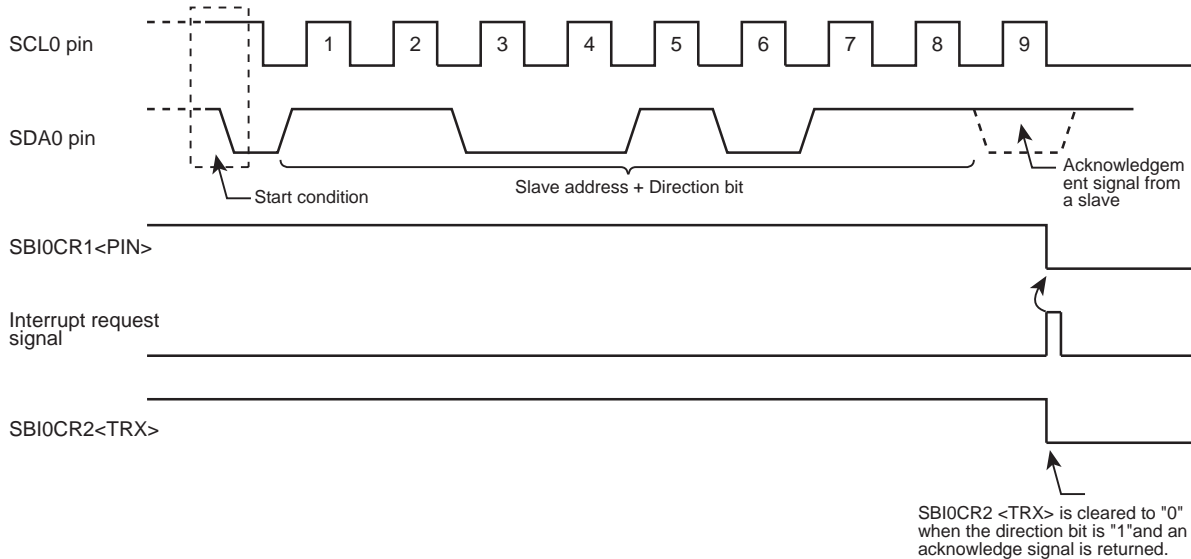 SCL0 pin
1 2 3 4 5 6 7 8 9
SDA0 pin
Start condition
Slave address + Direction bit
Acknowledgem
ent signal from
a slave
SBI0CR1<PIN>
Interrupt request
signal
SBI0CR2<TRX>
SBI0CR2 <TRX> is cleared to "0"
when the direction bit is "1"and an
acknowledge signal is returned.